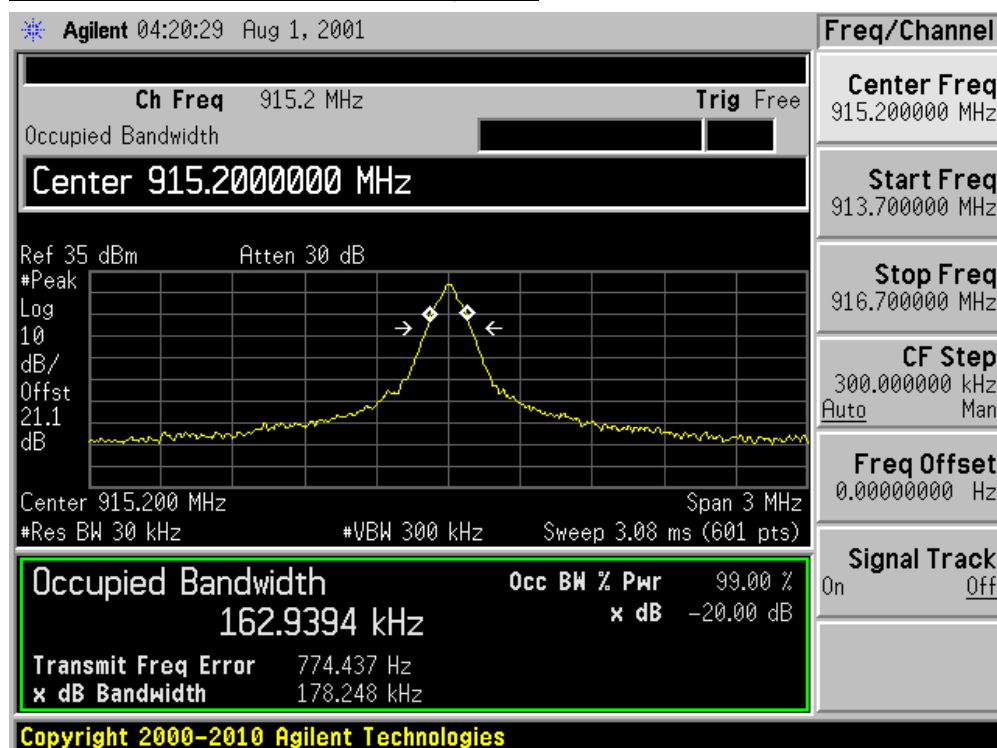 Agilent 04:20:29 Aug 1, 2001
Ch Freq 915.2 MHz Trig Free
Occupied Bandwidth
Center 915.2000000 MHz
Ref 35 dBm Atten 30 dB
#Peak
Log
10
dB/
Offst
21.1
dB
Center 915.200 MHz Span 3 MHz
#Res BW 30 kHz #VBW 300 kHz Sweep 3.08 ms (601 pts)
Occupied Bandwidth Occ BW % Pwr 99.00 %
162.9394 kHz x dB -20.00 dB
Transmit Freq Error 774.437 Hz
x dB Bandwidth 178.248 kHz
Copyright 2000-2010 Agilent Technologies
Freq/Channel
Center Freq
915.200000 MHz
Start Freq
913.700000 MHz
Stop Freq
916.700000 MHz
CF Step
300.000000 kHz
Auto Man
Freq Offset
0.00000000 Hz
Signal Track
On Off